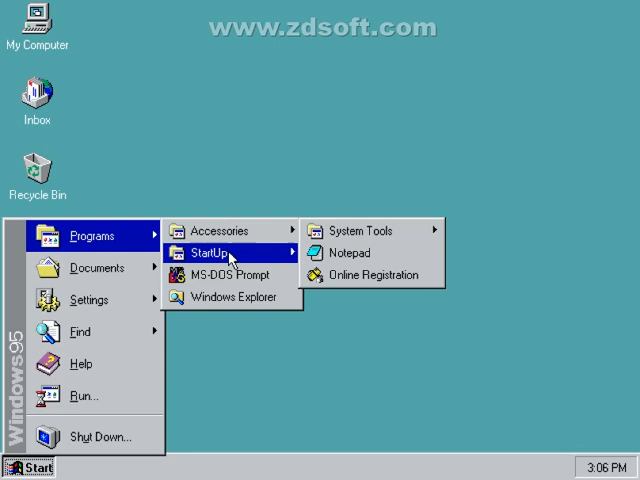 www.zdsoft.com
My Computer
Inbox
Recycle Bin
Programs
Documents
Settings
Find
Help
Run...
Shut Down...
Windows95
Accessories
StartUp
MS-DOS Prompt
Windows Explorer
System Tools
Notepad
Online Registration
Start
3:06 PM